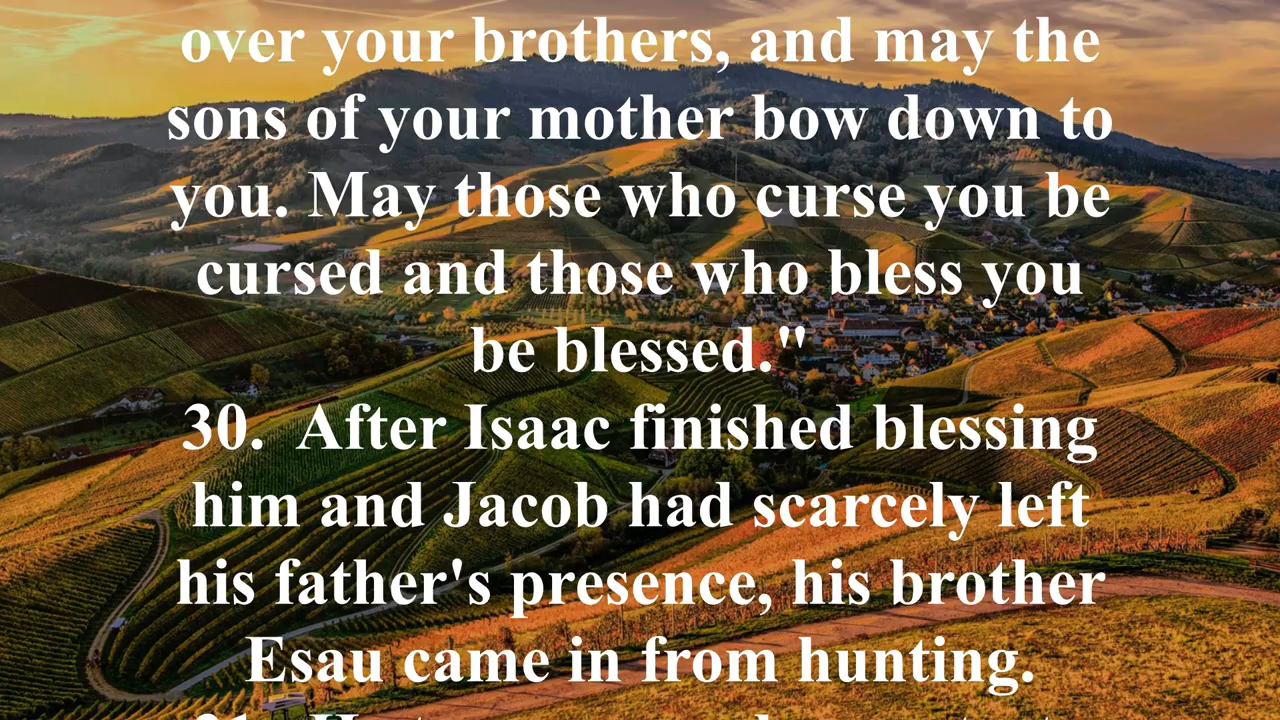 over your brothers, and may the
sons of your mother bow down to
you. May those who curse you be
cursed and those who bless you
be blessed."
30.  After Isaac finished blessing
him and Jacob had scarcely left
his father's presence, his brother
Esau came in from hunting.